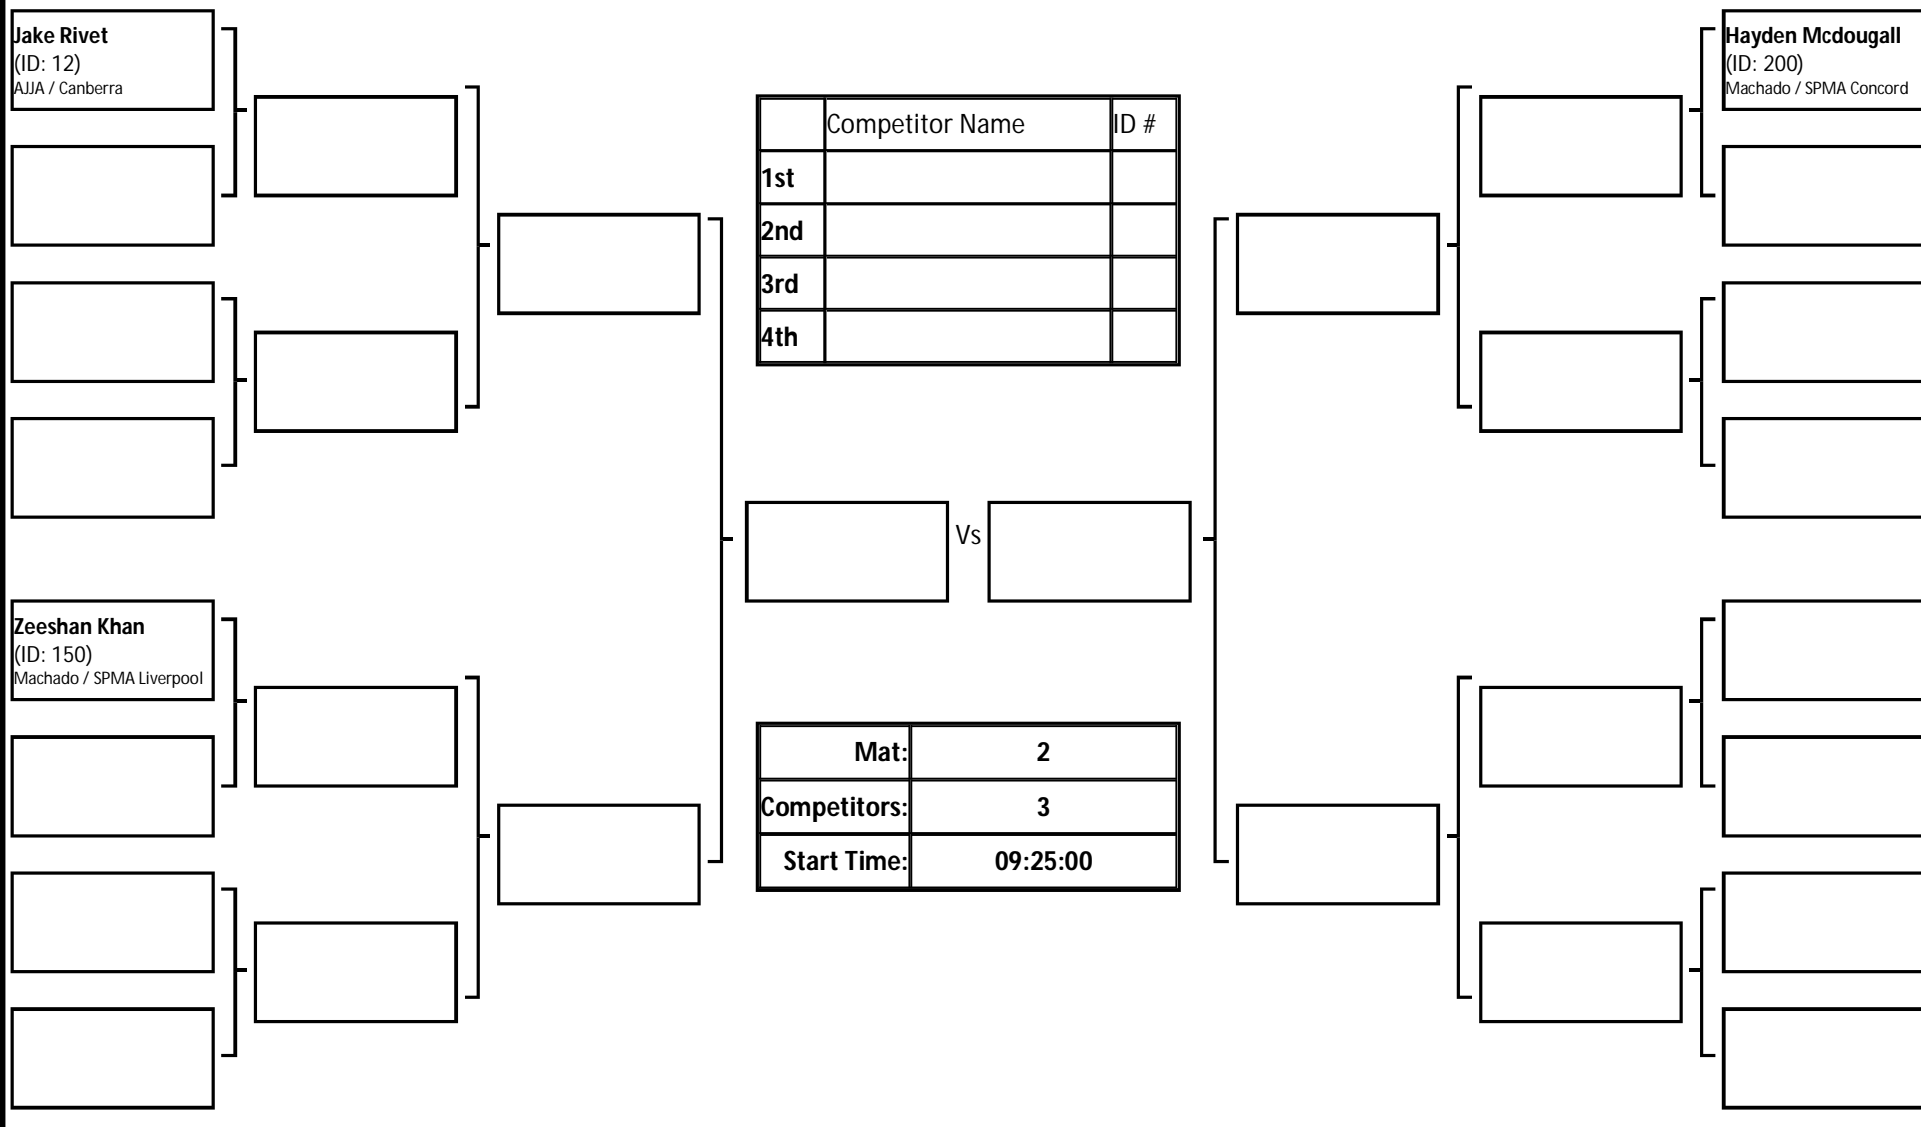 Jake Rivet
(ID: 12)
AJJA / Canberra
Hayden Mcdougall
(ID: 200)
Machado / SPMA Concord
Competitor Name ID #
1st
2nd
3rd
4th
Vs
Zeeshan Khan
(ID: 150)
Machado / SPMA Liverpool
Mat: 2
Competitors: 3
Start Time: 09:25:00